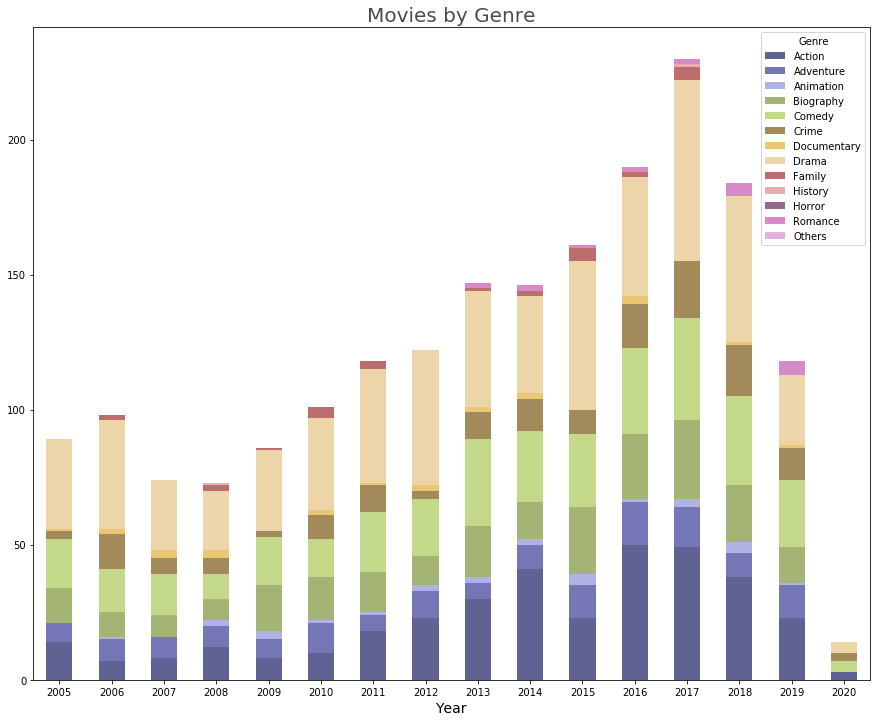 Movies by Genre
Genre
Action
Adventure
Animation
Biography
Comedy
Crime
Documentary
Drama
Family
History
Horror
Romance
Others
200
150
100
50
0
2005 2006 2007 2008 2009 2010 2011 2012 2013 2014 2015 2016 2017 2018 2019 2020
Year